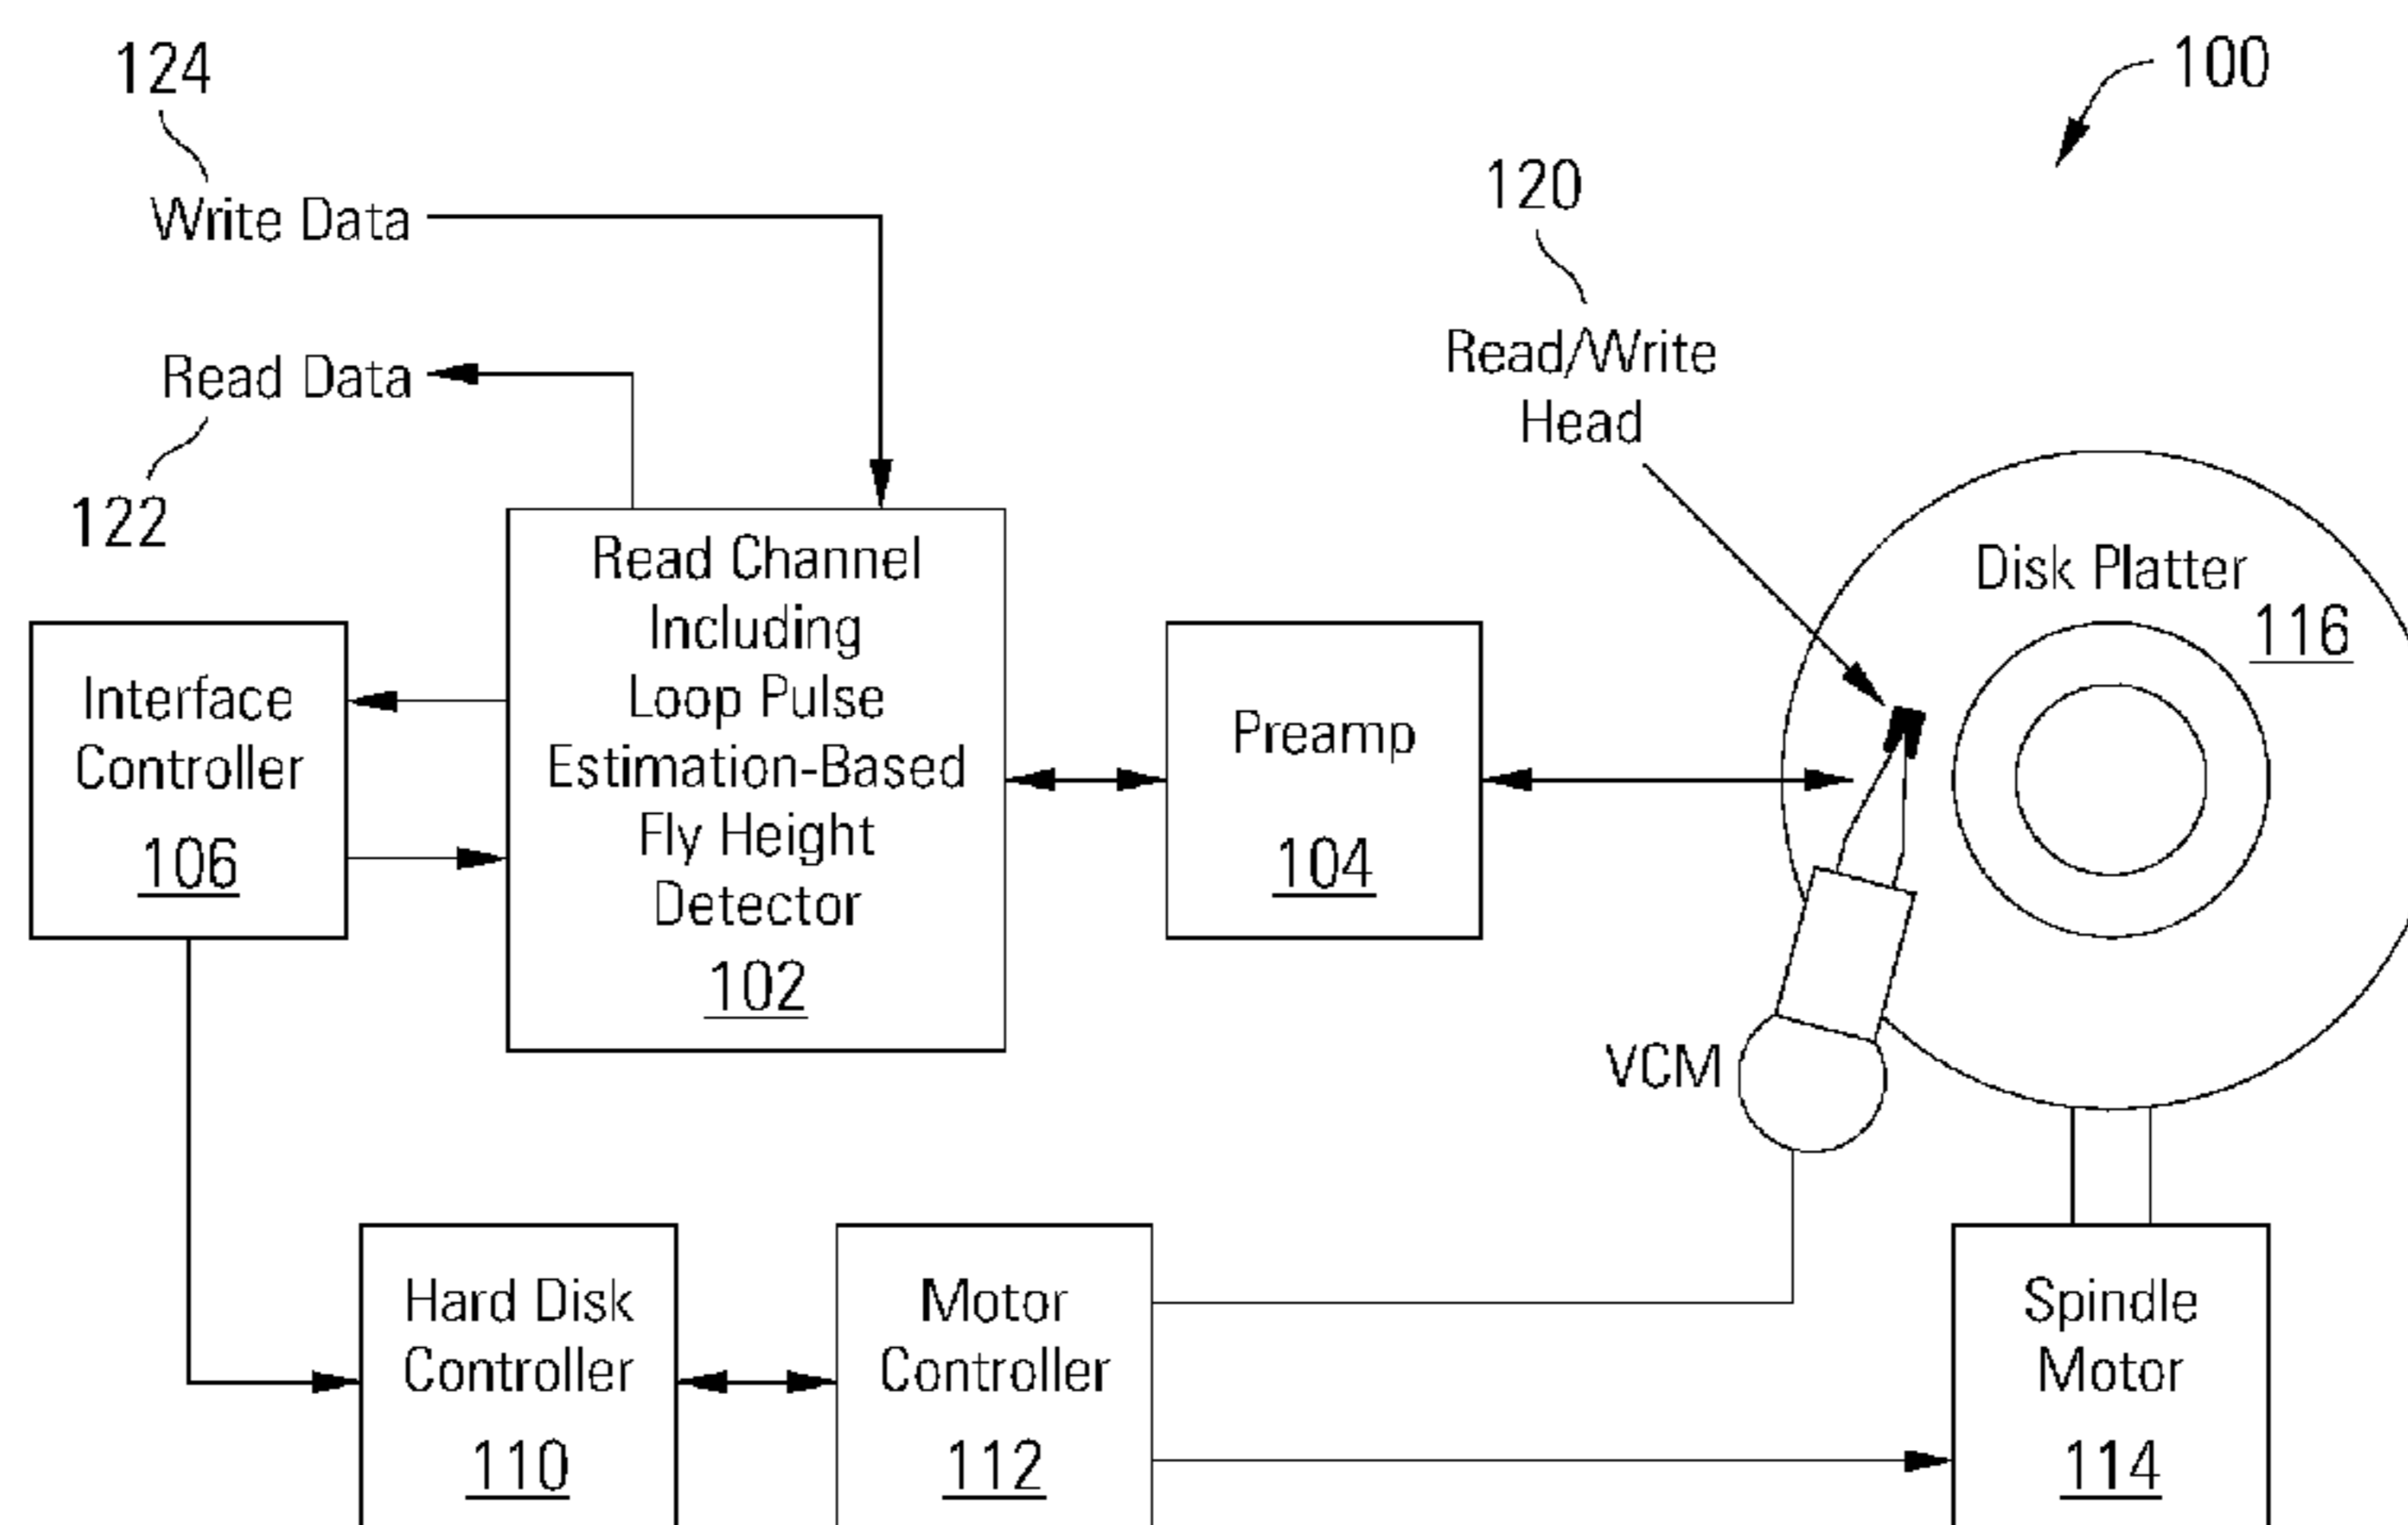 124
Write Data
Read Data
122
100
120
Read/Write
Head
Disk Platter
116
Interface
Controller
106
Read Channel
Including
Loop Pulse
Estimation-Based
Fly Height
Detector
102
Preamp
104
VCM
Hard Disk
Controller
110
Motor
Controller
112
Spindle
Motor
114